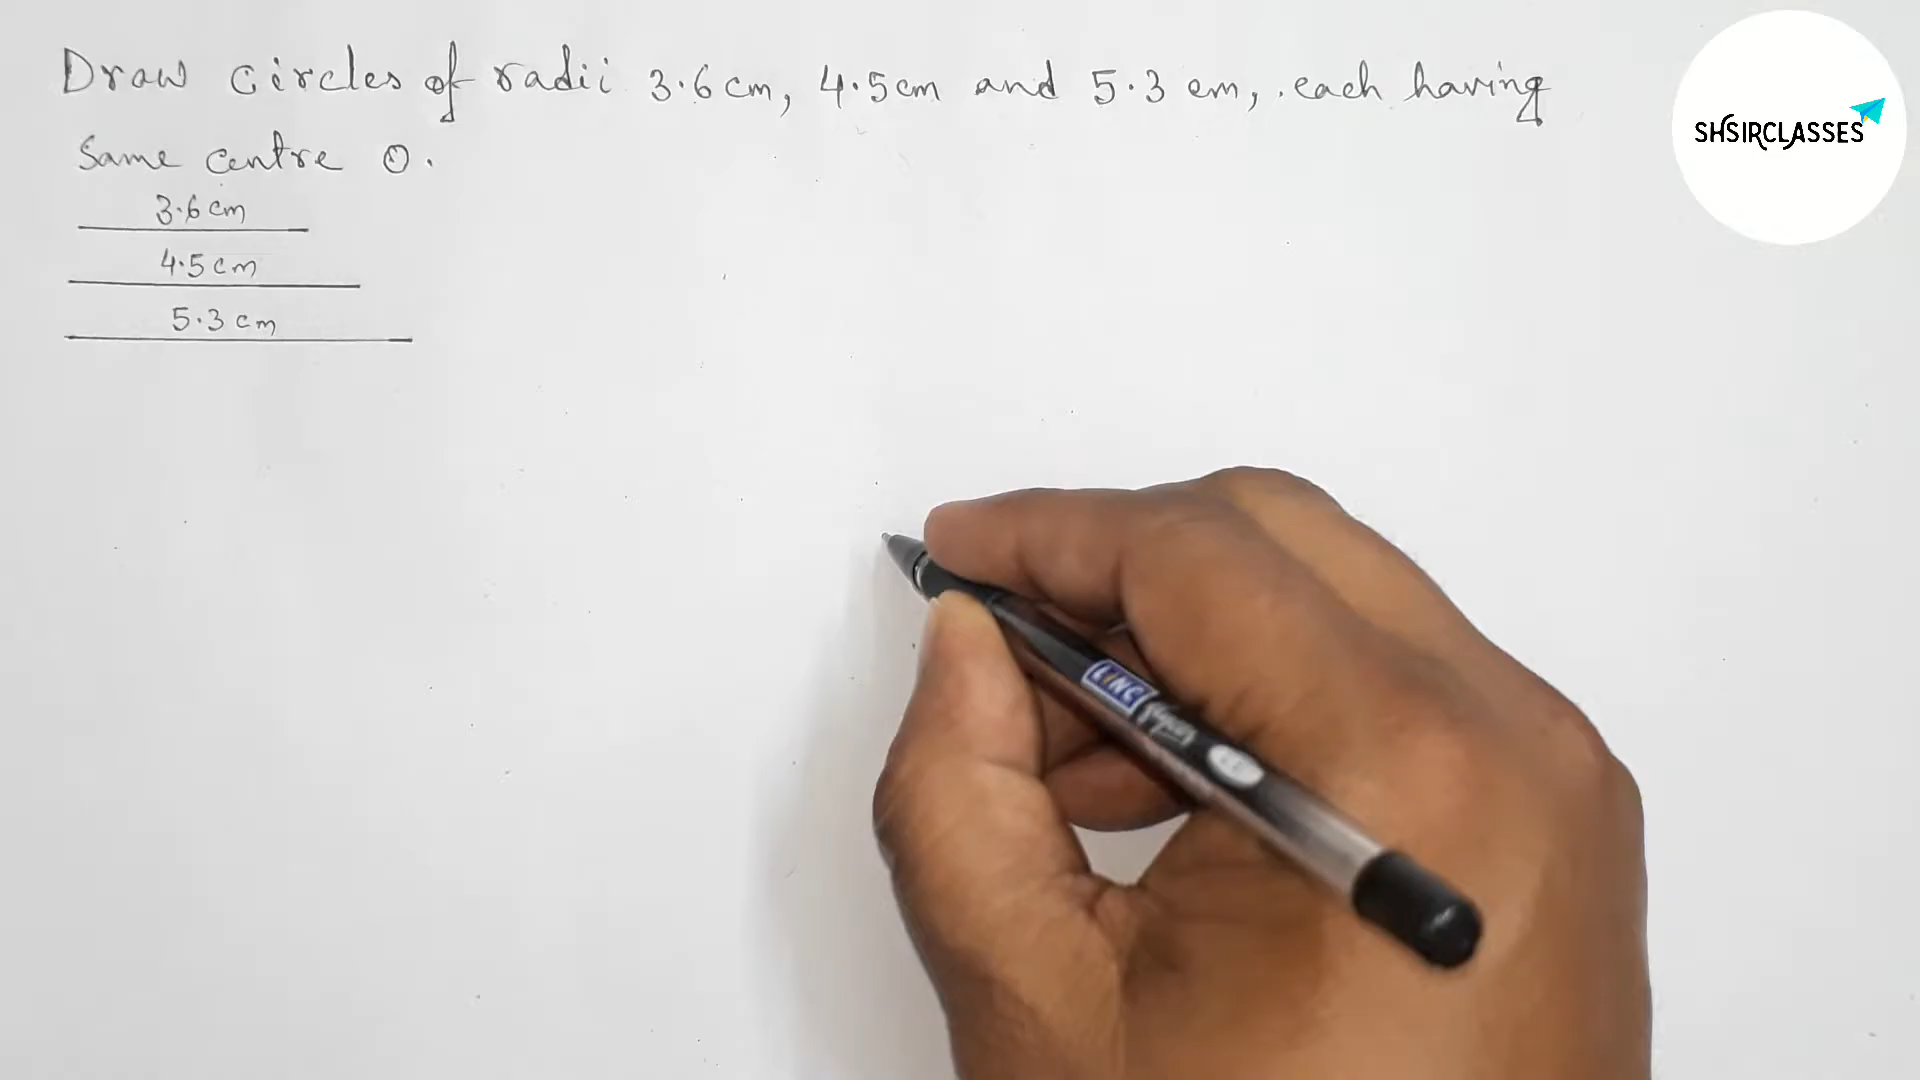 Draw circles of radii 3.6 cm, 4.5 cm and 5.3 cm, each having
same centre O.
3.6 cm
4.5 cm
5.3 cm
SHSIRCLASSES
LINC